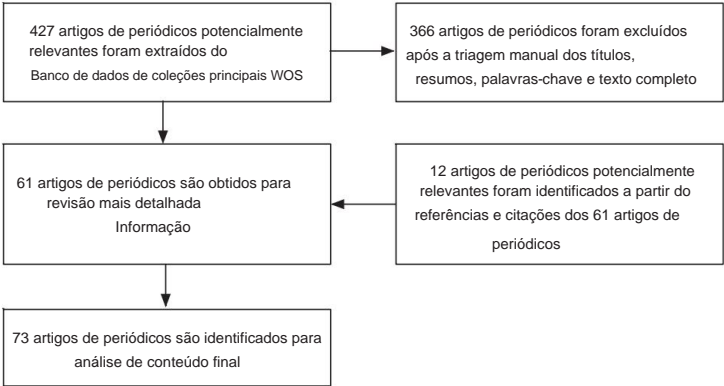 427 artigos de periódicos potencialmente
relevantes foram extraídos do
Banco de dados de coleções principais WOS
366 artigos de periódicos foram excluídos
após a triagem manual dos títulos,
resumos, palavras-chave e texto completo
61 artigos de periódicos são obtidos para
revisão mais detalhada
Informação
12 artigos de periódicos potencialmente
relevantes foram identificados a partir do
referências e citações dos 61 artigos de
periódicos
73 artigos de periódicos são identificados para
análise de conteúdo final